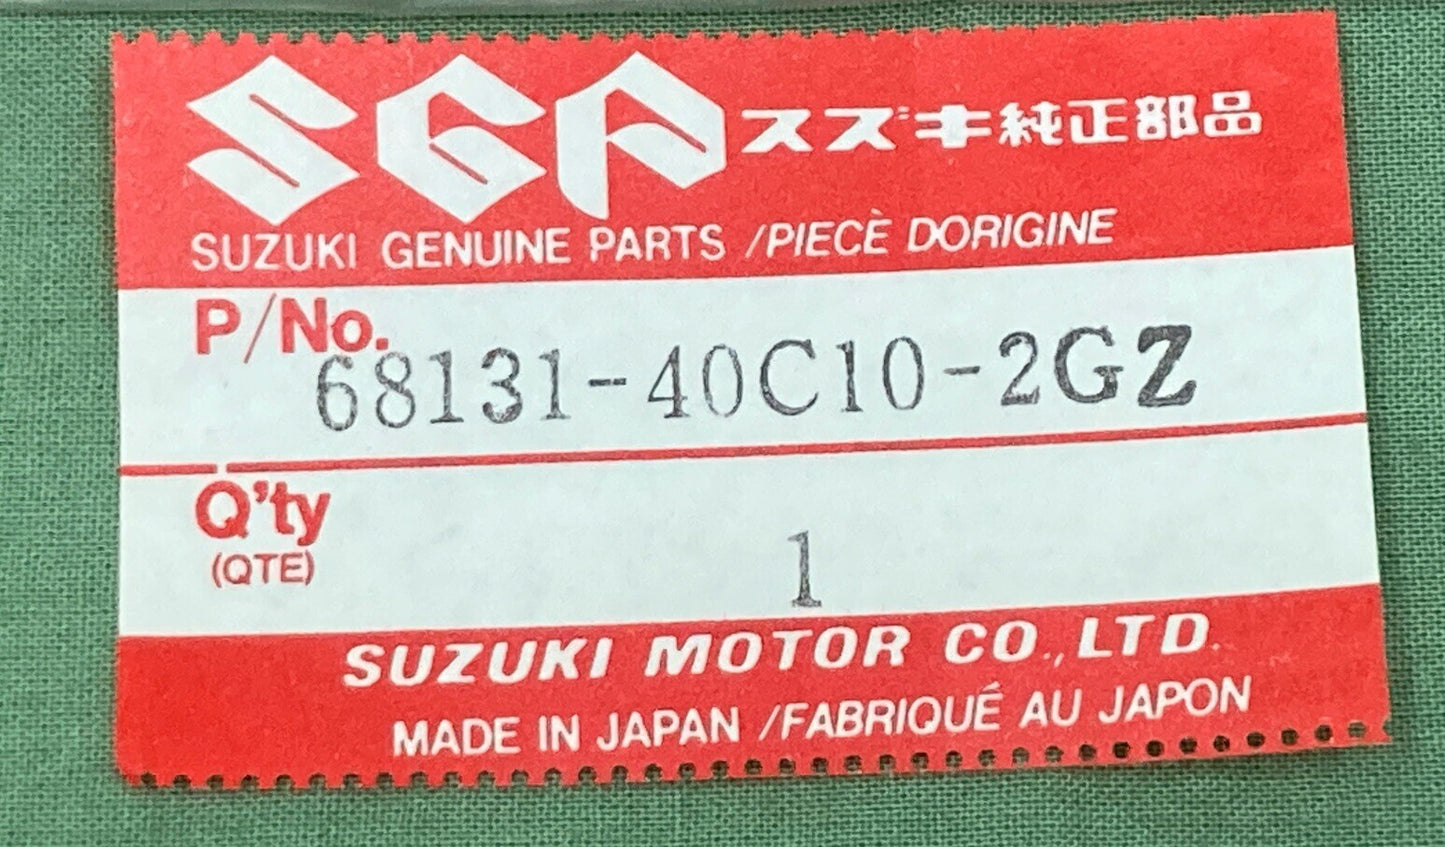 SGP スズキ純正部品
SUZUKI GENUINE PARTS /PIECÈ DORIGINE
P/No.
68131-40C10-2GZ
Q'ty
(QTE)
1
SUZUKI MOTOR CO.,LTD.
MADE IN JAPAN /FABRIQUÉ AU JAPON